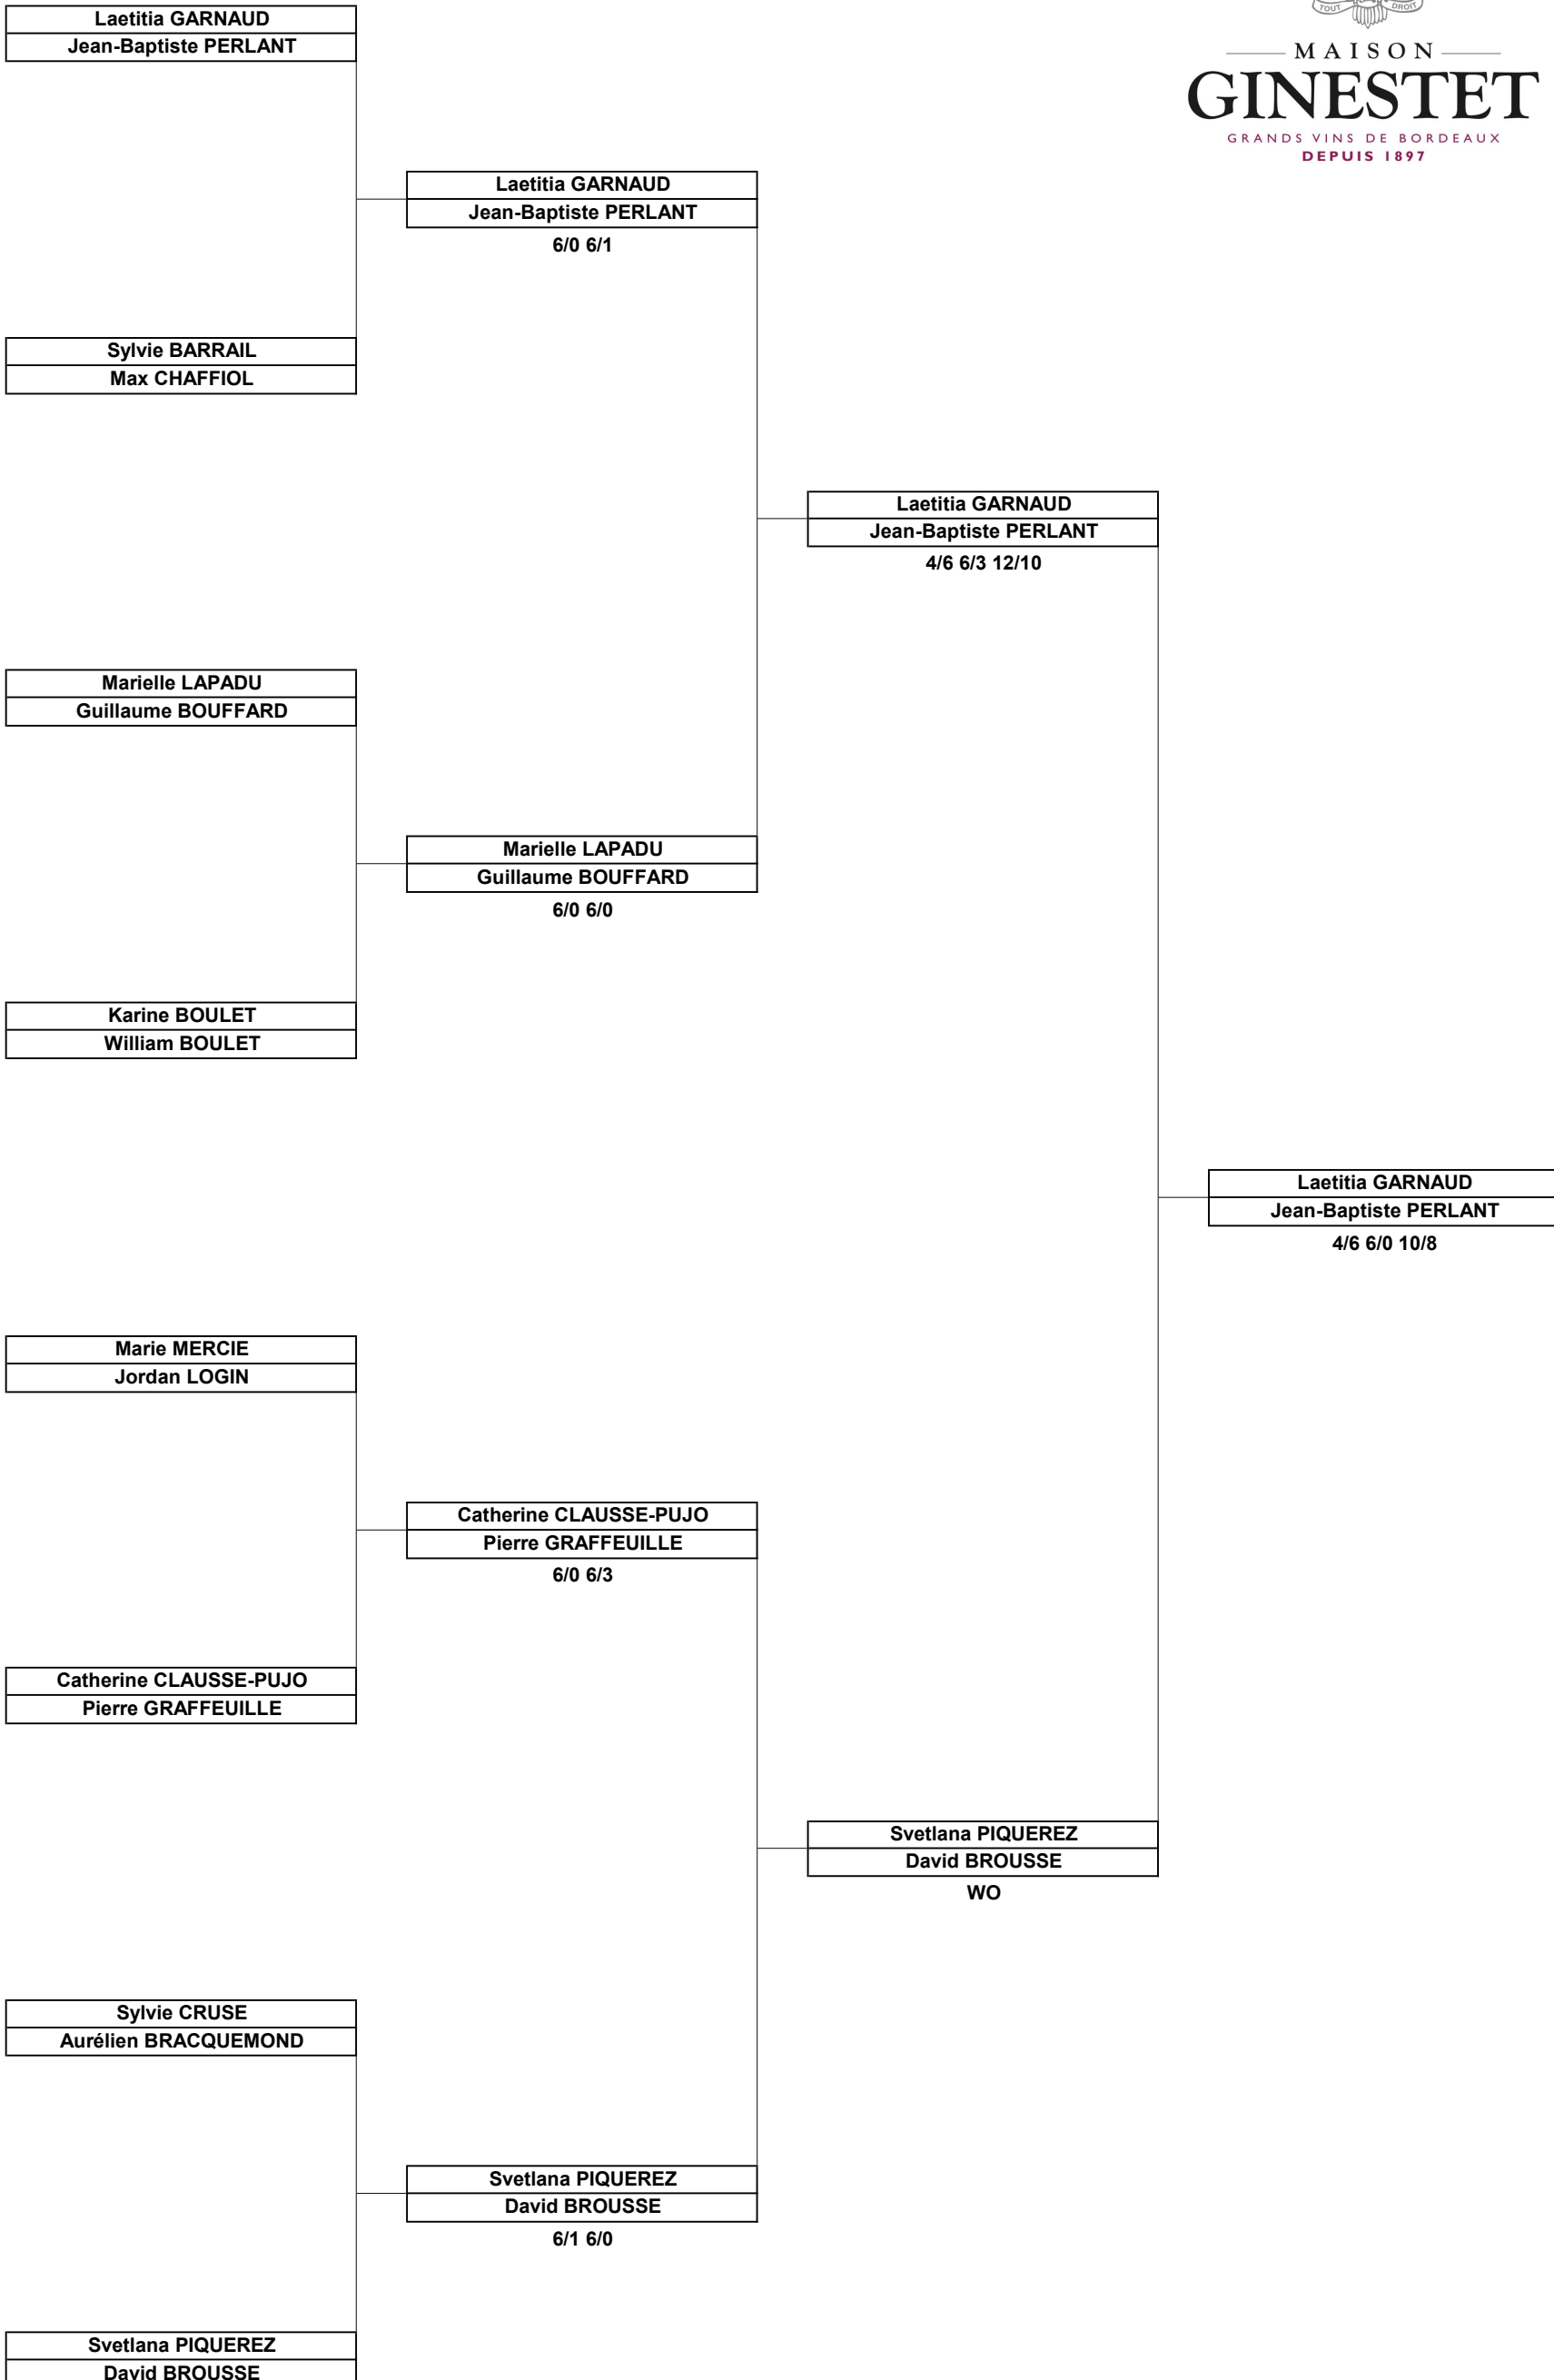 Laetitia GARNAUD
Jean-Baptiste PERLANT
TOUT DROIT
MAISON
GINESTET
GRANDS VINS DE BORDEAUX
DEPUIS 1897
Laetitia GARNAUD
Jean-Baptiste PERLANT
6/0 6/1
Sylvie BARRAIL
Max CHAFFIOL
Laetitia GARNAUD
Jean-Baptiste PERLANT
4/6 6/3 12/10
Marielle LAPADU
Guillaume BOUFFARD
Marielle LAPADU
Guillaume BOUFFARD
6/0 6/0
Karine BOULET
William BOULET
Laetitia GARNAUD
Jean-Baptiste PERLANT
4/6 6/0 10/8
Marie MERCIE
Jordan LOGIN
Catherine CLAUSSE-PUJO
Pierre GRAFFEUILLE
6/0 6/3
Catherine CLAUSSE-PUJO
Pierre GRAFFEUILLE
Svetlana PIQUEREZ
David BROUSSE
WO
Sylvie CRUSE
Aurélien BRACQUEMOND
Svetlana PIQUEREZ
David BROUSSE
6/1 6/0
Svetlana PIQUEREZ
David BROUSSE